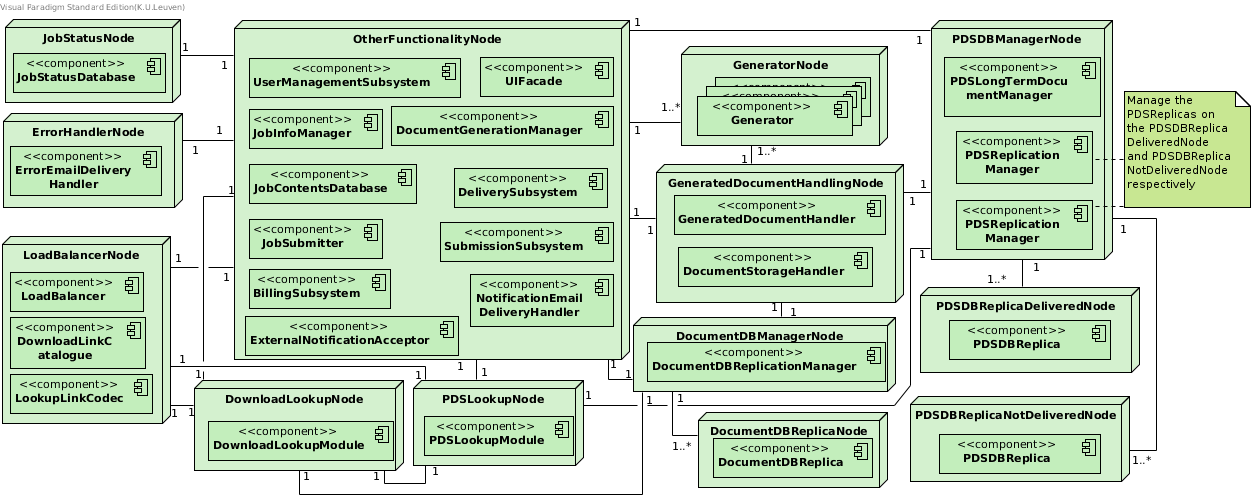 Visual Paradigm Standard Edition(K.U.Leuven)
JobStatusNode
<<component>>
JobStatusDatabase
1
1
ErrorHandlerNode
<<component>>
ErrorEmailDelivery
Handler
1
1
LoadBalancerNode
<<component>>
LoadBalancer
<<component>>
DownloadLinkC
atalogue
<<component>>
LookupLinkCodec
1
1
1
1
1
1
OtherFunctionalityNode
<<component>>
UserManagementSubsystem
<<component>>
UIFacade
<<component>>
JobInfoManager
<<component>>
DocumentGenerationManager
<<component>>
JobContentsDatabase
<<component>>
DeliverySubsystem
<<component>>
JobSubmitter
<<component>>
SubmissionSubsystem
<<component>>
BillingSubsystem
<<component>>
NotificationEmail
DeliveryHandler
<<component>>
ExternalNotificationAcceptor
1
1
1
1..*
1
1
1
1
1
1
1
1
GeneratorNode
<<component>>
<<component>>
<<component>>
Generator
1..*
1
GeneratedDocumentHandlingNode
<<component>>
GeneratedDocumentHandler
<<component>>
DocumentStorageHandler
1
1
1
1
DocumentDBManagerNode
<<component>>
DocumentDBReplicationManager
1
1
1..*
DocumentDBReplicaNode
<<component>>
DocumentDBReplica
DownloadLookupNode
<<component>>
DownloadLookupModule
1
1
1
PDSLookupNode
<<component>>
PDSLookupModule
1
1
PDSDBManagerNode
<<component>>
PDSLongTermDocu
mentManager
<<component>>
PDSReplication
Manager
<<component>>
PDSReplication
Manager
1
1
1
1..*
1..*
Manage the
PDSReplicas on
the PDSDBReplica
DeliveredNode
and PDSDBReplica
NotDeliveredNode
respectively
PDSDBReplicaDeliveredNode
<<component>>
PDSDBReplica
PDSDBReplicaNotDeliveredNode
<<component>>
PDSDBReplica